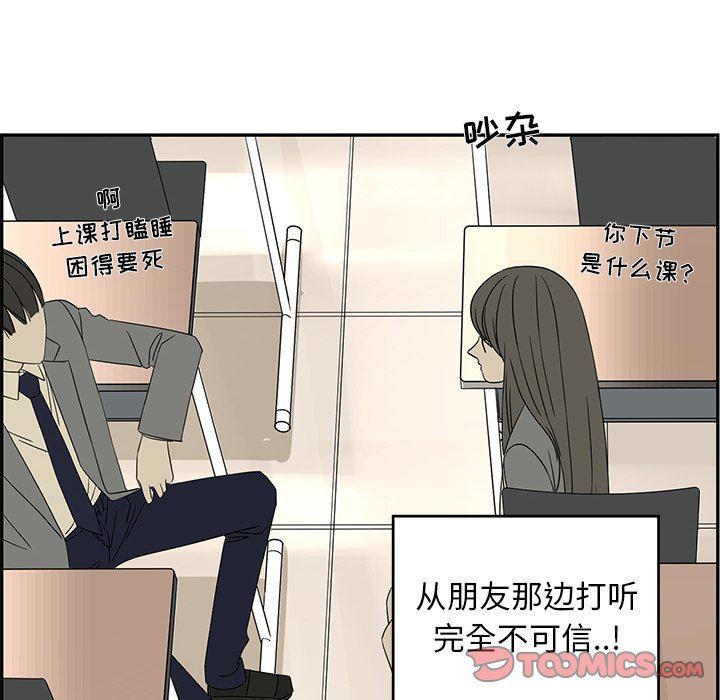 吵杂
啊
上课打瞌睡
困得要死
你下节
是什么课?
从朋友那边打听
完全不可信..!
TOOMICS.COM